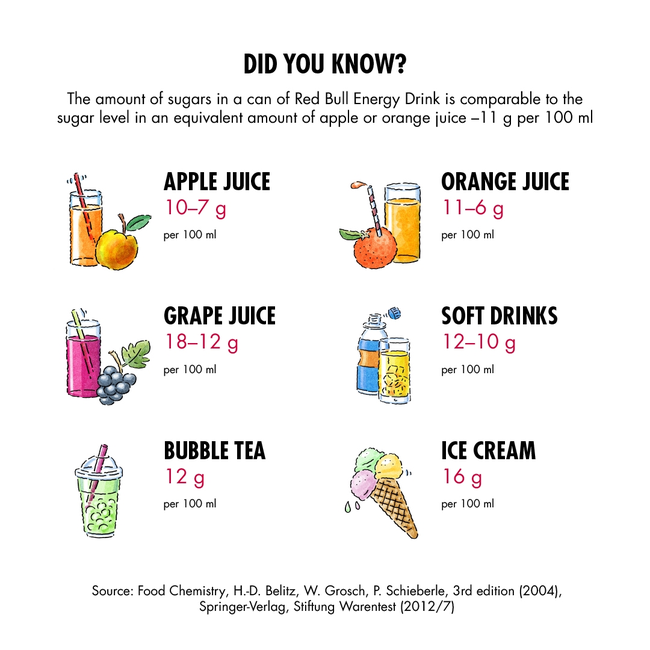 DID YOU KNOW?
The amount of sugars in a can of Red Bull Energy Drink is comparable to the
sugar level in an equivalent amount of apple or orange juice –11 g per 100 ml
APPLE JUICE
10–7 g
per 100 ml
ORANGE JUICE
11–6 g
per 100 ml
GRAPE JUICE
18–12 g
per 100 ml
SOFT DRINKS
12–10 g
per 100 ml
BUBBLE TEA
12 g
per 100 ml
ICE CREAM
16 g
per 100 ml
Source: Food Chemistry, H.-D. Belitz, W. Grosch, P. Schieberle, 3rd edition (2004),
Springer-Verlag, Stiftung Warentest (2012/7)